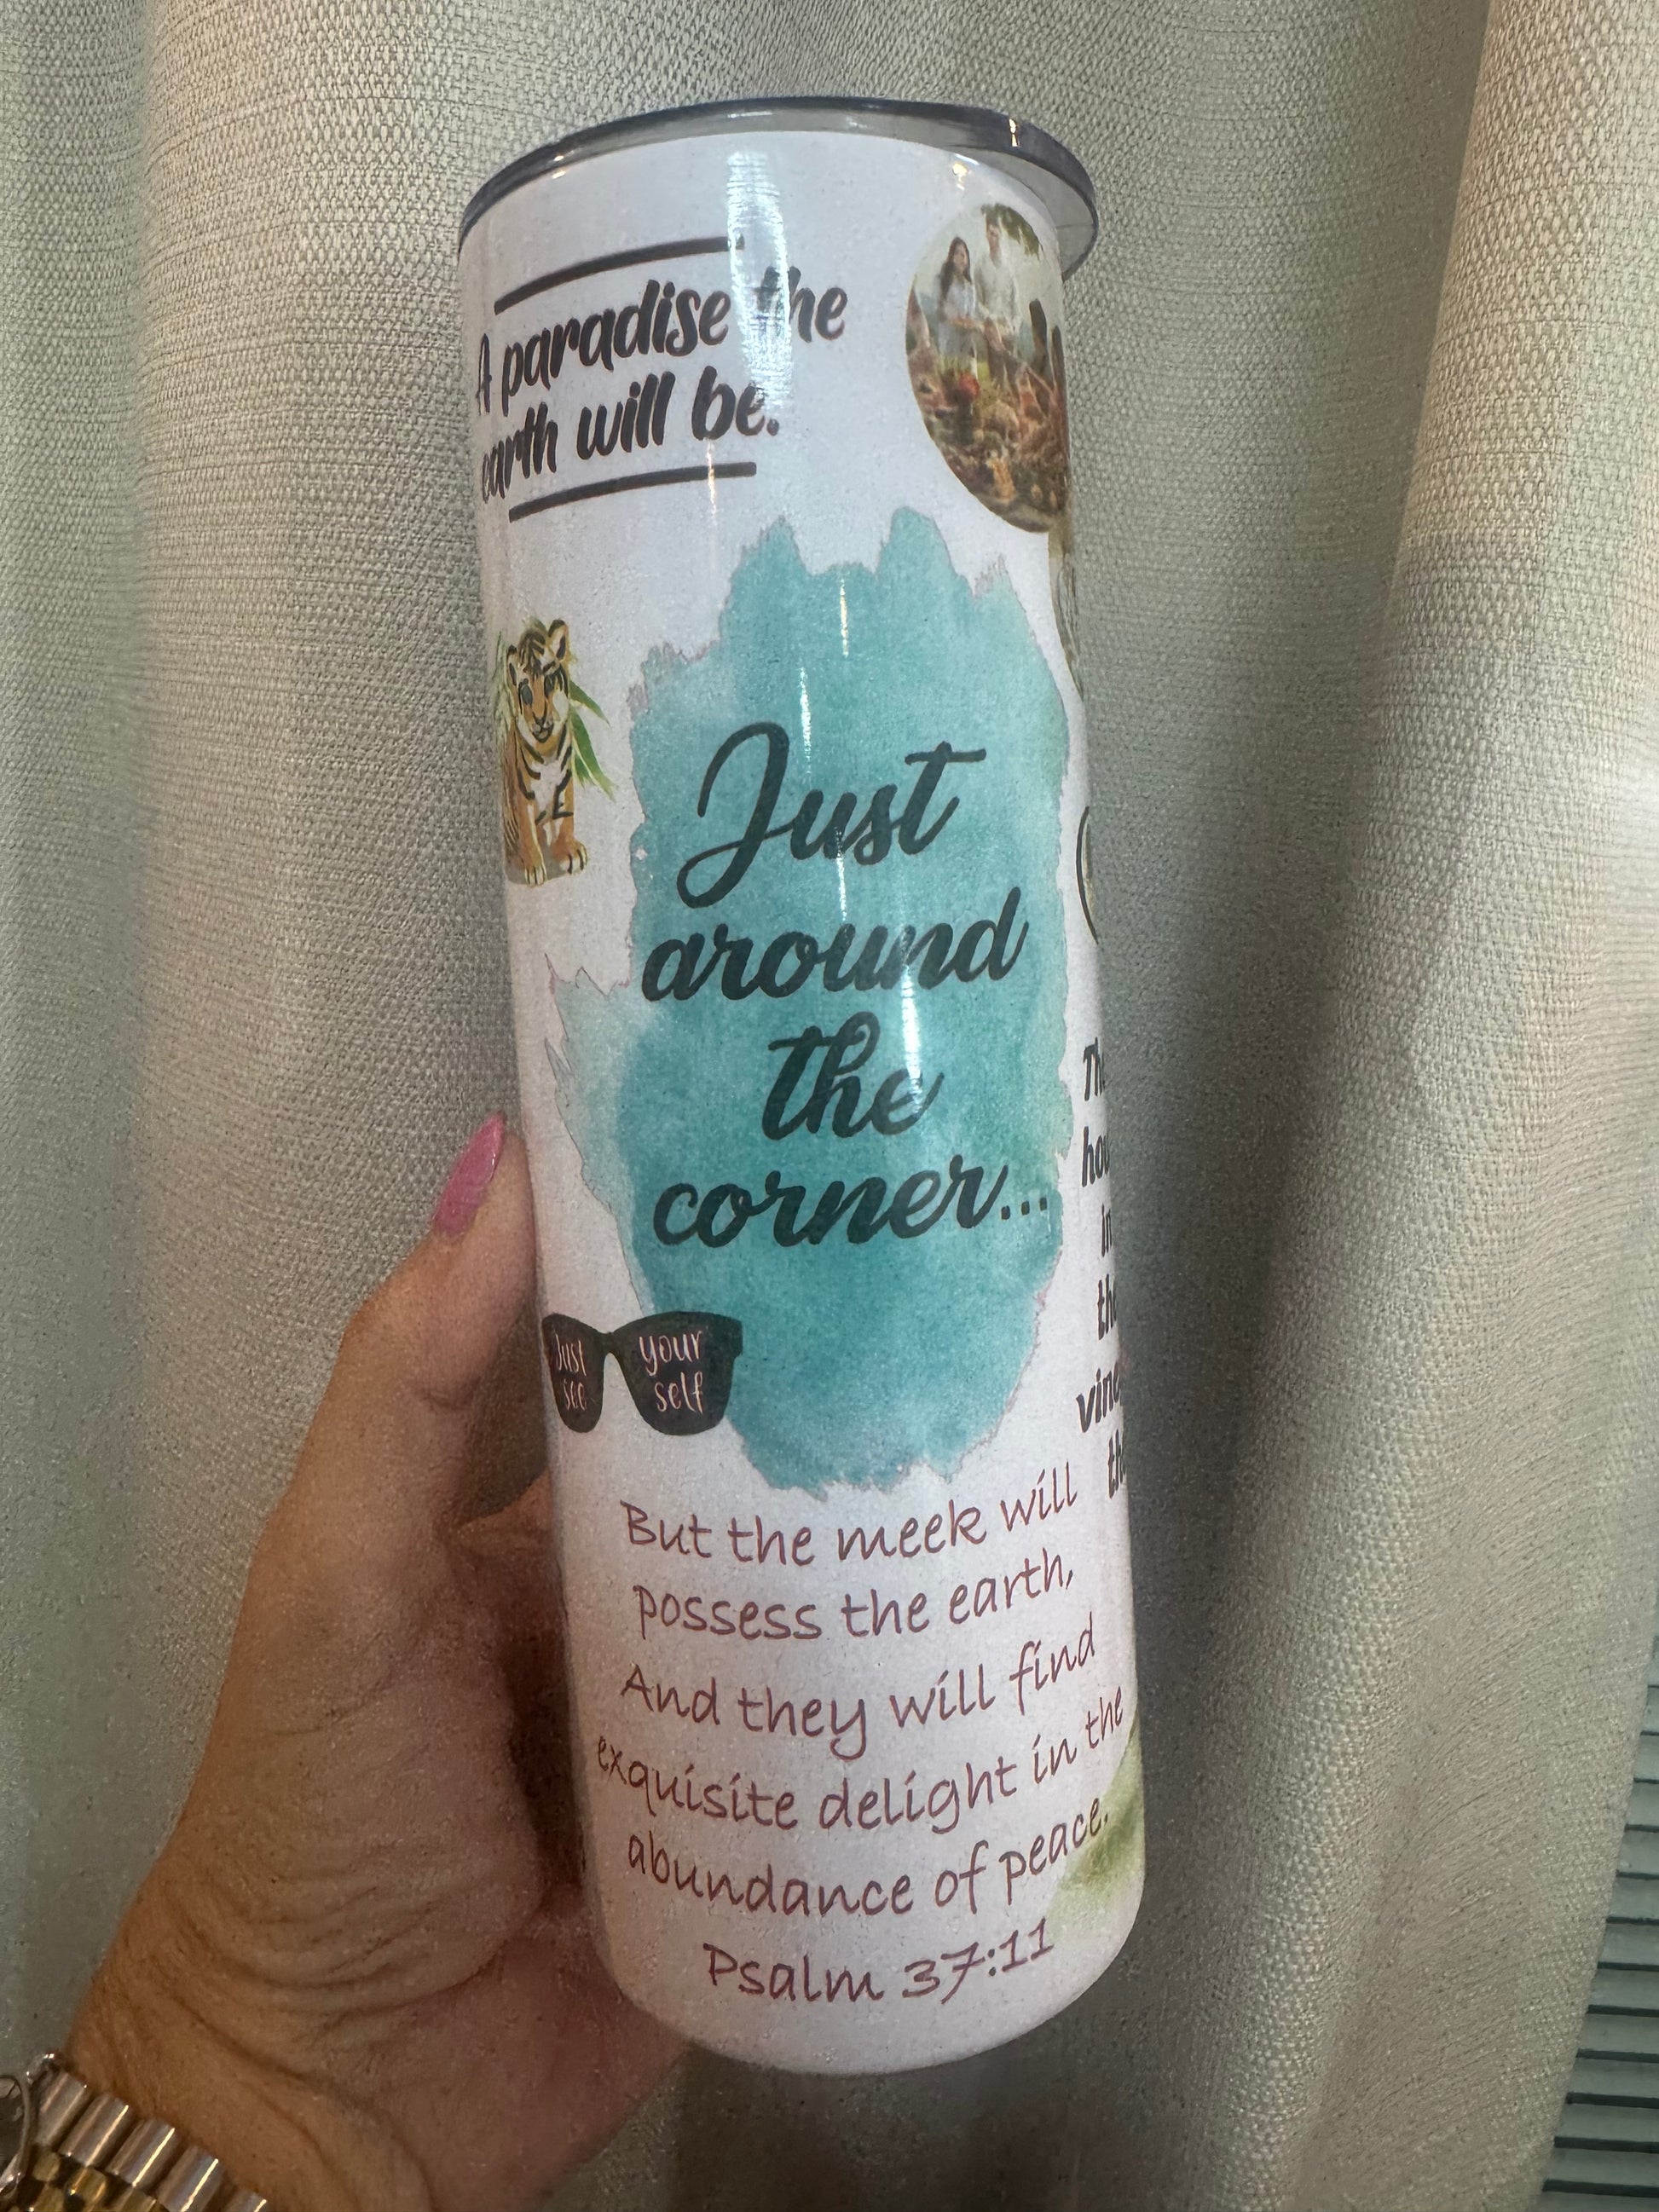 A paradise the
earth will be.
Just
around
the
corner...
Just your
see self
But the meek will
possess the earth,
And they will find
exquisite delight in the
abundance of peace.
Psalm 37:11